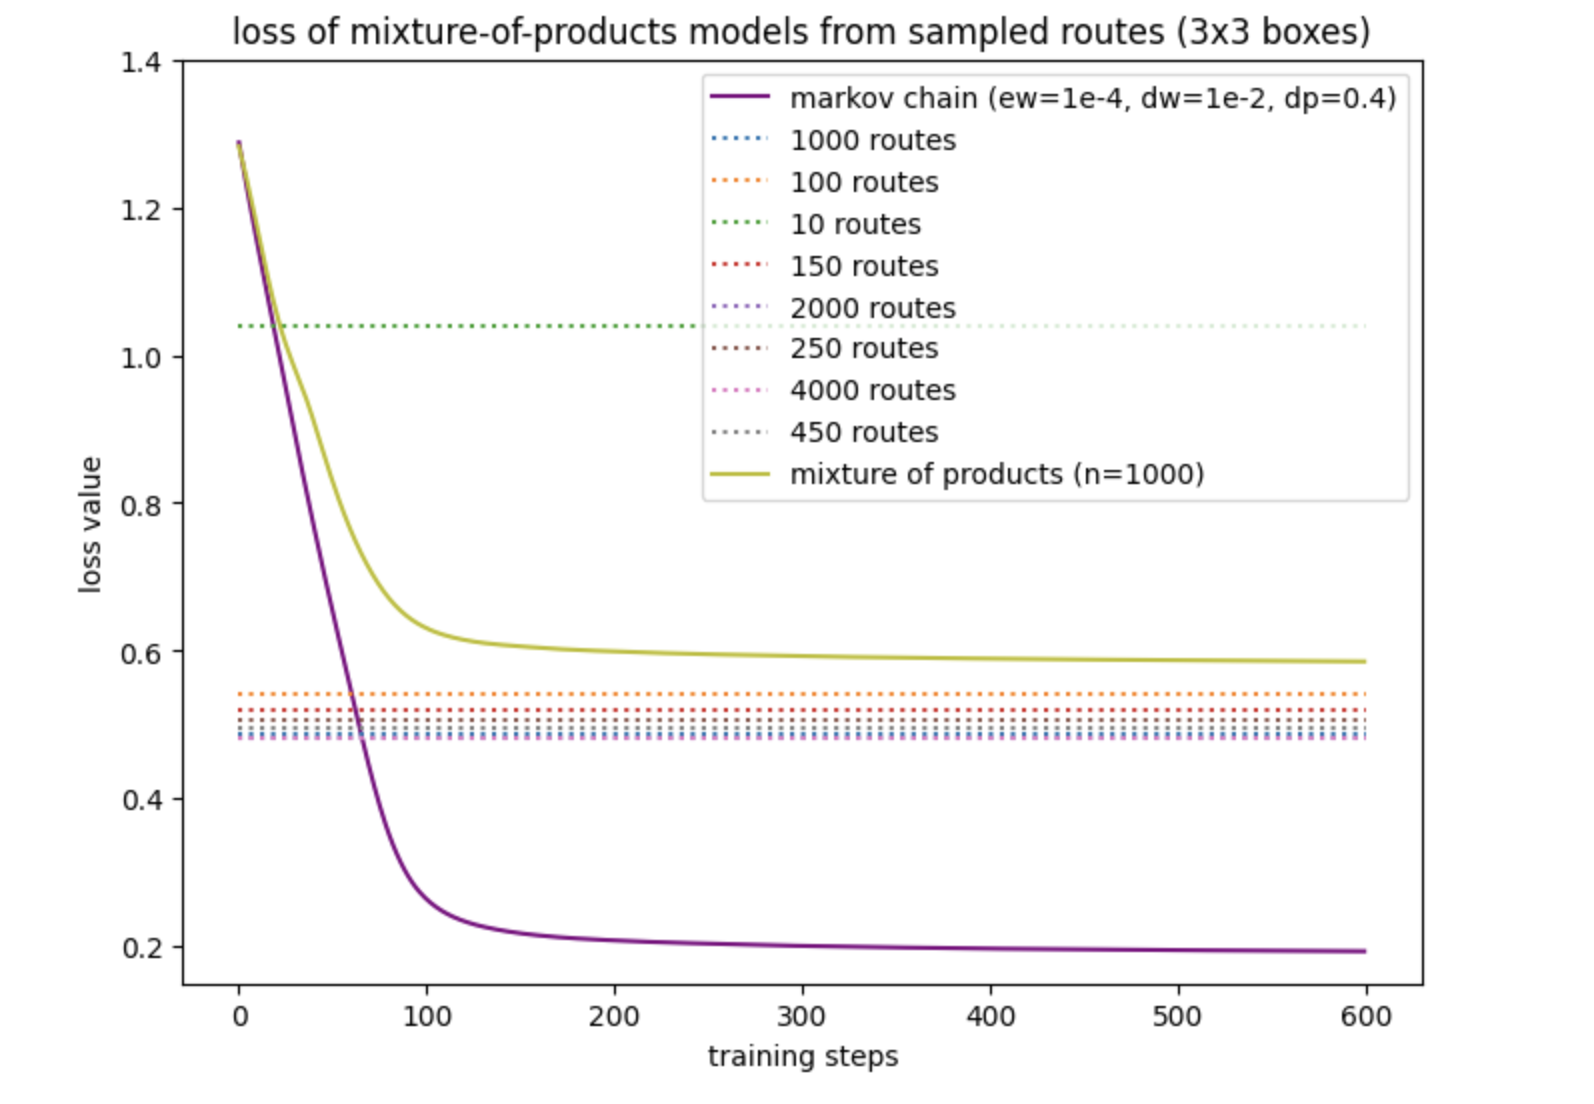 loss of mixture-of-products models from sampled routes (3x3 boxes)
1.4
1.2
1.0
0.8
0.6
0.4
0.2
loss value
markov chain (ew=1e-4, dw=1e-2, dp=0.4)
1000 routes
100 routes
10 routes
150 routes
2000 routes
250 routes
4000 routes
450 routes
mixture of products (n=1000)
0 100 200 300 400 500 600
training steps